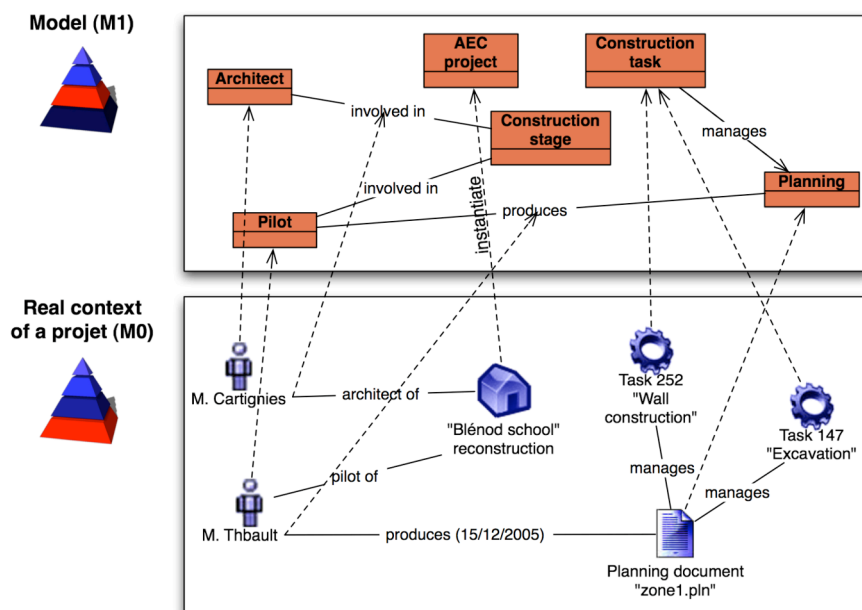 Model (M1)
AEC
project
Construction
task
Architect
involved in
Construction
stage
manages
involved in
Planning
instantiate
produces
Pilot
Real context
of a projet (M0)
M. Cartignies
architect of
"Blénod school"
reconstruction
Task 252
"Wall
construction"
Task 147
"Excavation"
pilot of
manages
manages
M. Thbault
produces (15/12/2005)
Planning document
"zone1.pln"